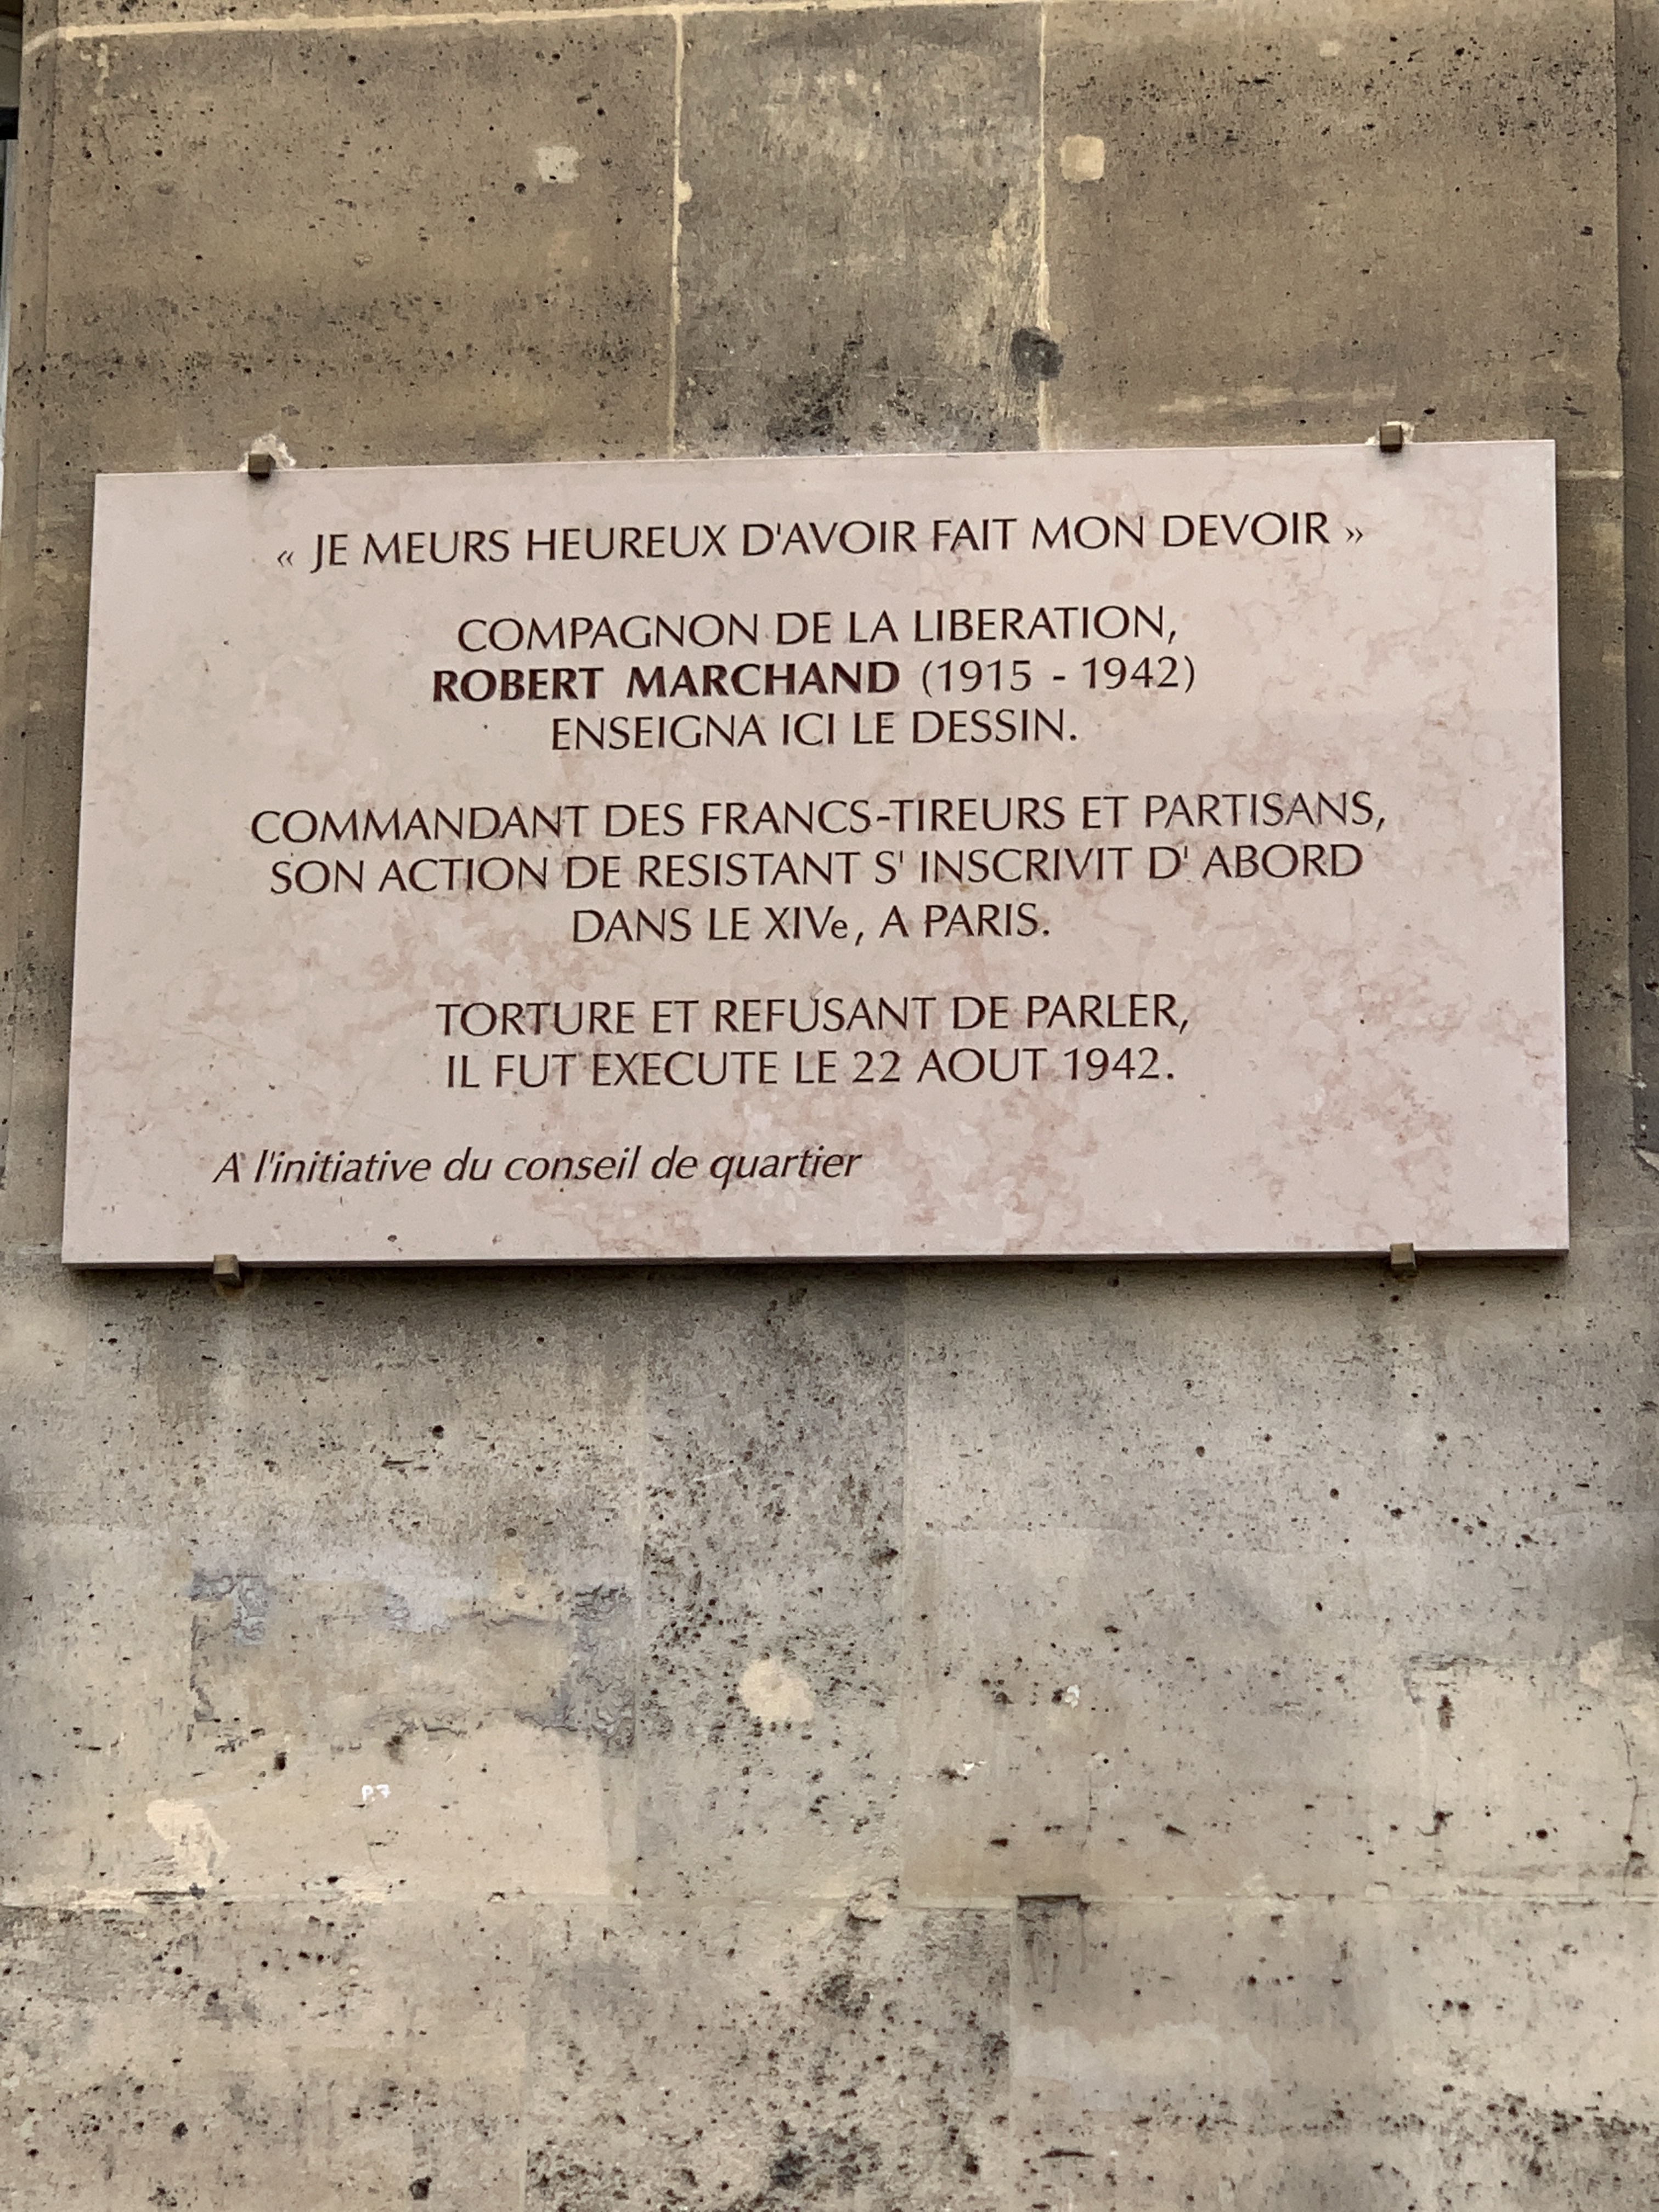 « JE MEURS HEUREUX D'AVOIR FAIT MON DEVOIR »
COMPAGNON DE LA LIBERATION,
ROBERT MARCHAND (1915 - 1942)
ENSEIGNA ICI LE DESSIN.
COMMANDANT DES FRANCS-TIREURS ET PARTISANS,
SON ACTION DE RESISTANT S' INSCRIVIT D' ABORD
DANS LE XIVe, A PARIS.
TORTURE ET REFUSANT DE PARLER,
IL FUT EXECUTE LE 22 AOUT 1942.
A l'initiative du conseil de quartier